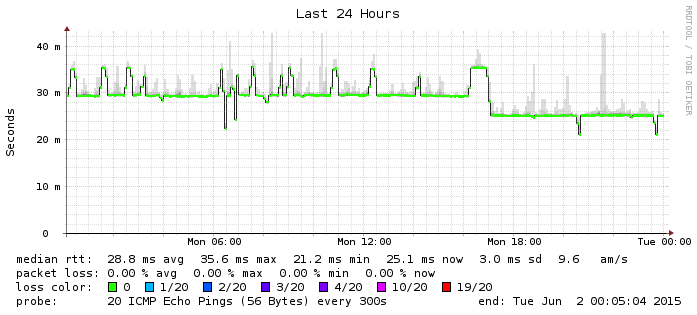 Last 24 Hours
RRDTOOL / TOBI OETIKER
Seconds
40 m
30 m
20 m
10 m
0
Mon 06:00 Mon 12:00 Mon 18:00 Tue 00:00
median rtt: 28.8 ms avg 35.6 ms max 21.2 ms min 25.1 ms now 3.0 ms sd 9.6 am/s
packet loss: 0.00 % avg 0.00 % max 0.00 % min 0.00 % now
loss color: 0 1/20 2/20 3/20 4/20 10/20 19/20
probe: 20 ICMP Echo Pings (56 Bytes) every 300s end: Tue Jun 2 00:05:04 2015